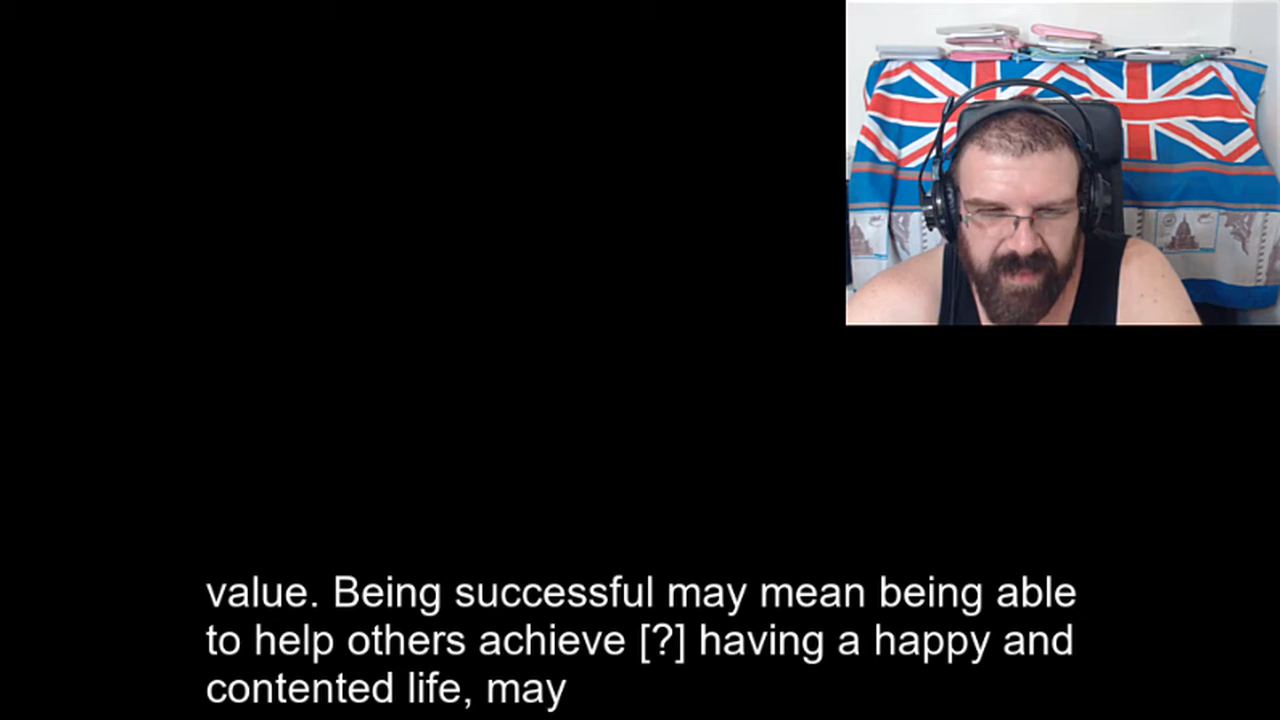 value. Being successful may mean being able
to help others achieve [?] having a happy and
contented life, may